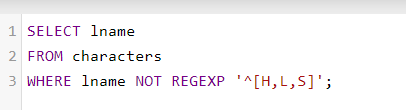 1 SELECT lname
2 FROM characters
3 WHERE lname NOT REGEXP '^[H,L,S]';